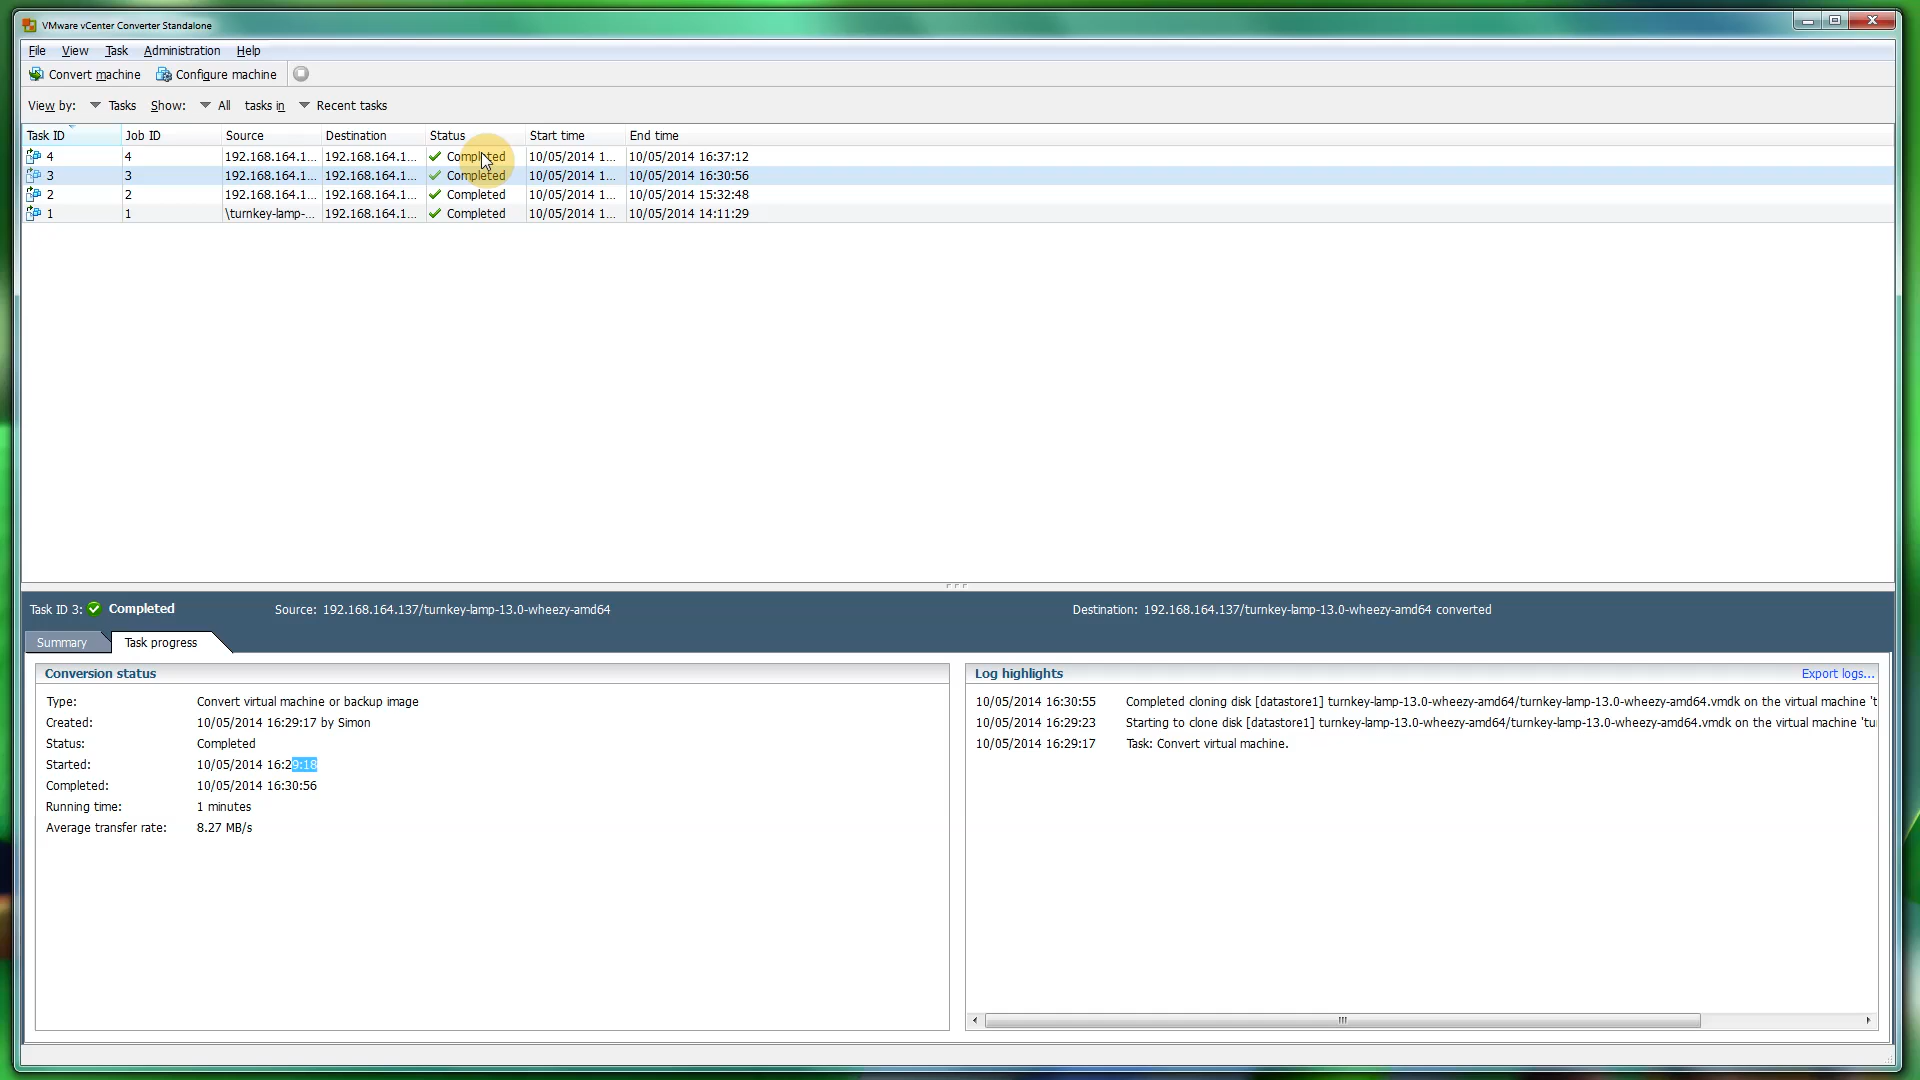 VMware vCenter Converter Standalone
File View Task Administration Help
Convert machine Configure machine
View by: Tasks Show: All tasks in Recent tasks
Task ID Job ID Source Destination Status Start time End time
4 4 192.168.164.1... 192.168.164.1... Completed 10/05/2014 1... 10/05/2014 16:37:12
3 3 192.168.164.1... 192.168.164.1... Completed 10/05/2014 1... 10/05/2014 16:30:56
2 2 192.168.164.1... 192.168.164.1... Completed 10/05/2014 1... 10/05/2014 15:32:48
1 1 \turnkey-lamp-... 192.168.164.1... Completed 10/05/2014 1... 10/05/2014 14:11:29
Task ID 3: Completed Source: 192.168.164.137/turnkey-lamp-13.0-wheezy-amd64 Destination: 192.168.164.137/turnkey-lamp-13.0-wheezy-amd64 converted
Summary Task progress
Conversion status
Type: Convert virtual machine or backup image
Created: 10/05/2014 16:29:17 by Simon
Status: Completed
Started: 10/05/2014 16:29:18
Completed: 10/05/2014 16:30:56
Running time: 1 minutes
Average transfer rate: 8.27 MB/s
Log highlights Export logs...
10/05/2014 16:30:55 Completed cloning disk [datastore1] turnkey-lamp-13.0-wheezy-amd64/turnkey-lamp-13.0-wheezy-amd64.vmdk on the virtual machine 't
10/05/2014 16:29:23 Starting to clone disk [datastore1] turnkey-lamp-13.0-wheezy-amd64/turnkey-lamp-13.0-wheezy-amd64.vmdk on the virtual machine 'tu
10/05/2014 16:29:17 Task: Convert virtual machine.